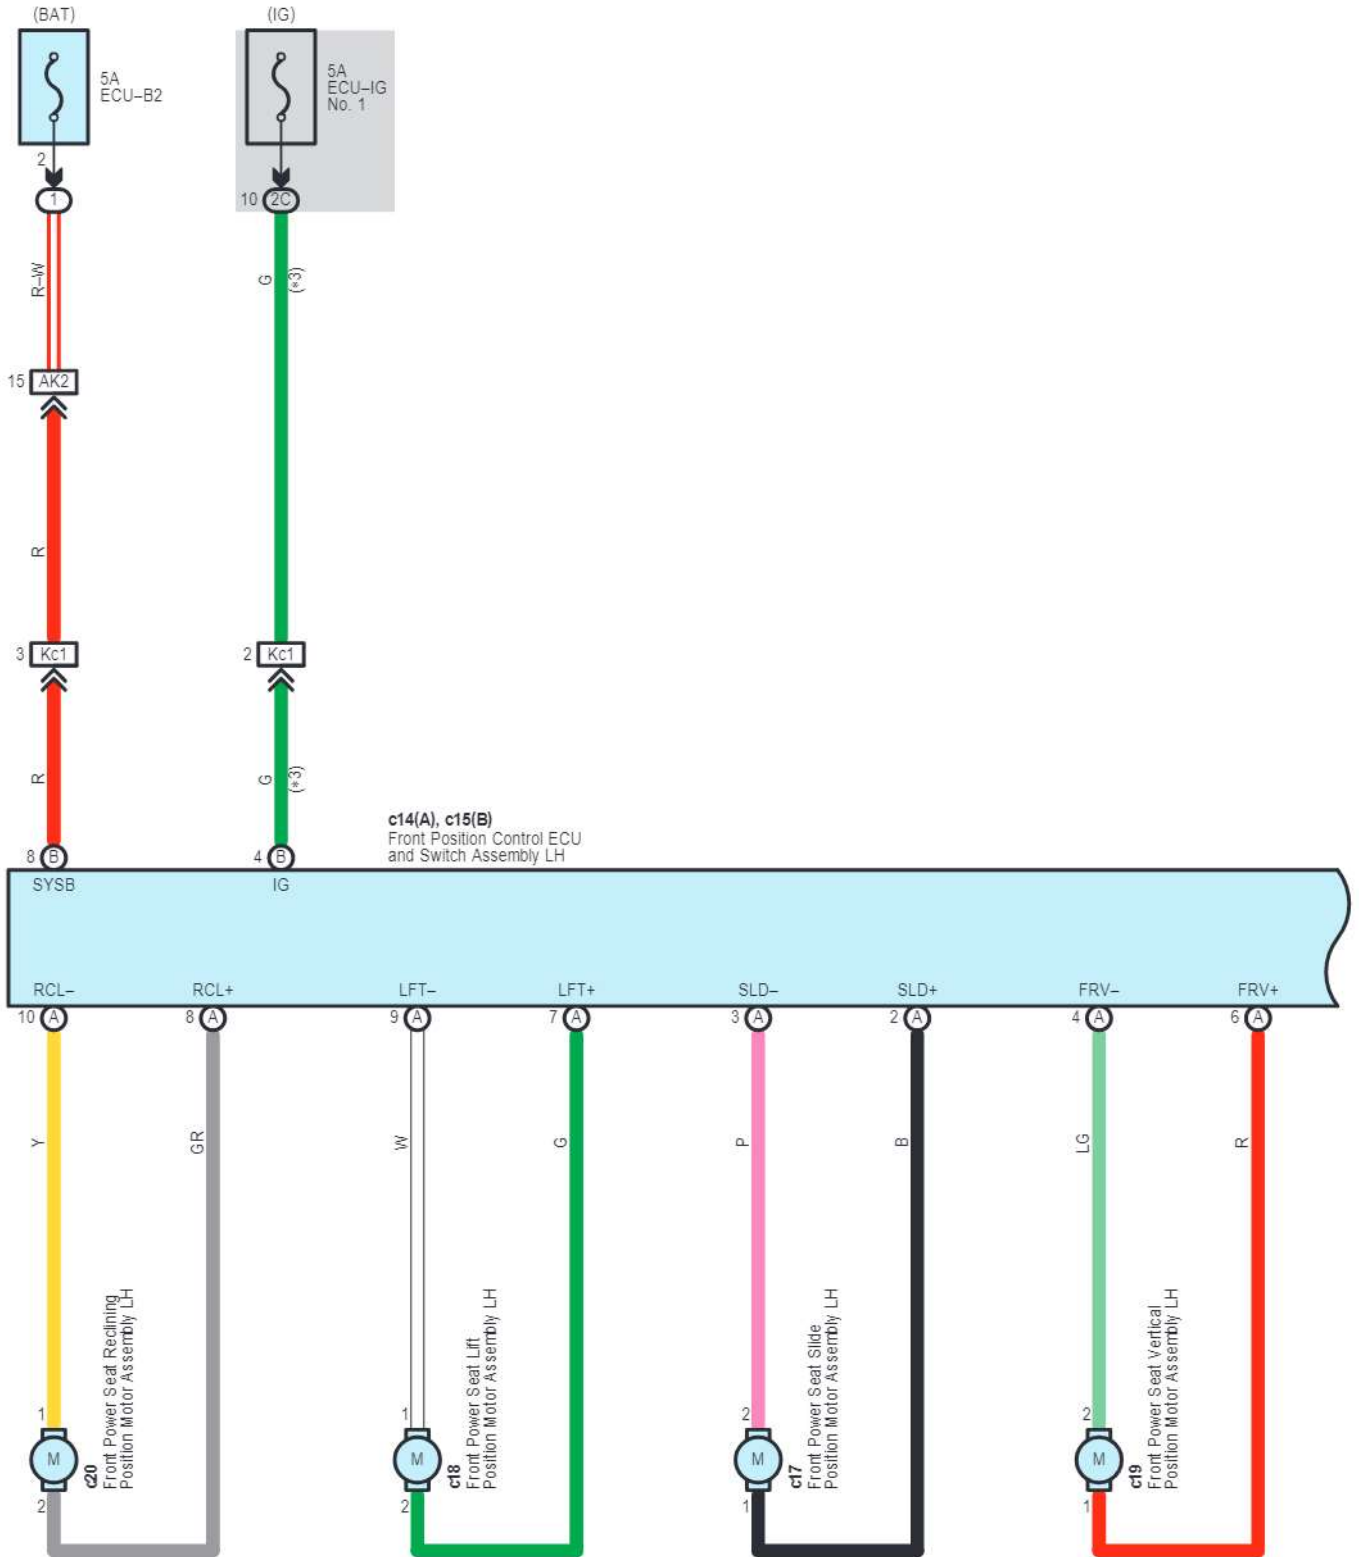 (BAT)
(IG)
5A
ECU–B2
5A
ECU–IG
No. 1
2
1
10
2C
R–W
G
(*3)
15
AK2
R
3
Kc1
2
Kc1
R
G
(*3)
c14(A), c15(B)
Front Position Control ECU
and Switch Assembly LH
8
B
4
B
SYSB
IG
RCL–
RCL+
LFT–
LFT+
SLD–
SLD+
FRV–
FRV+
10
A
8
A
9
A
7
A
3
A
2
A
4
A
6
A
Y
GR
W
G
P
B
LG
R
1
M
2
c20
Front Power Seat Reclining
Position Motor Assembly LH
1
M
2
c18
Front Power Seat Lift
Position Motor Assembly LH
2
M
1
c17
Front Power Seat Slide
Position Motor Assembly LH
2
M
1
c19
Front Power Seat Vertical
Position Motor Assembly LH